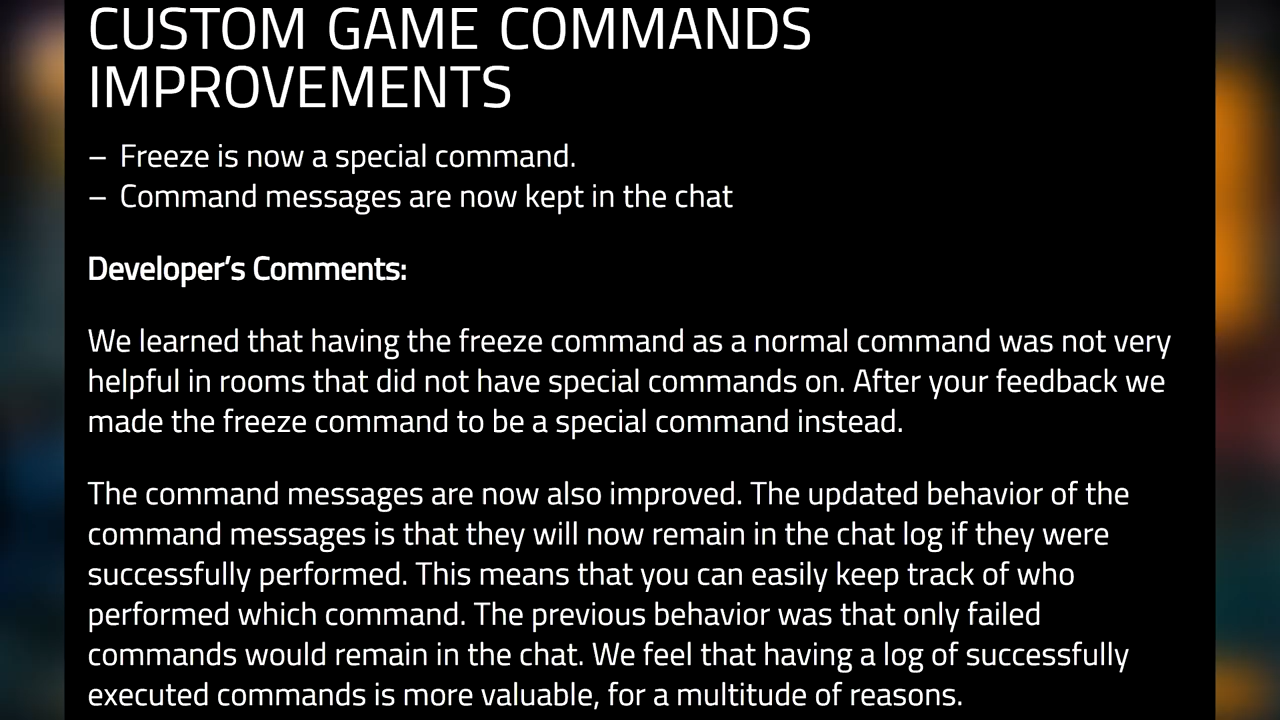 CUSTOM GAME COMMANDS
IMPROVEMENTS
– Freeze is now a special command.
– Command messages are now kept in the chat
Developer’s Comments:
We learned that having the freeze command as a normal command was not very
helpful in rooms that did not have special commands on. After your feedback we
made the freeze command to be a special command instead.
The command messages are now also improved. The updated behavior of the
command messages is that they will now remain in the chat log if they were
successfully performed. This means that you can easily keep track of who
performed which command. The previous behavior was that only failed
commands would remain in the chat. We feel that having a log of successfully
executed commands is more valuable, for a multitude of reasons.